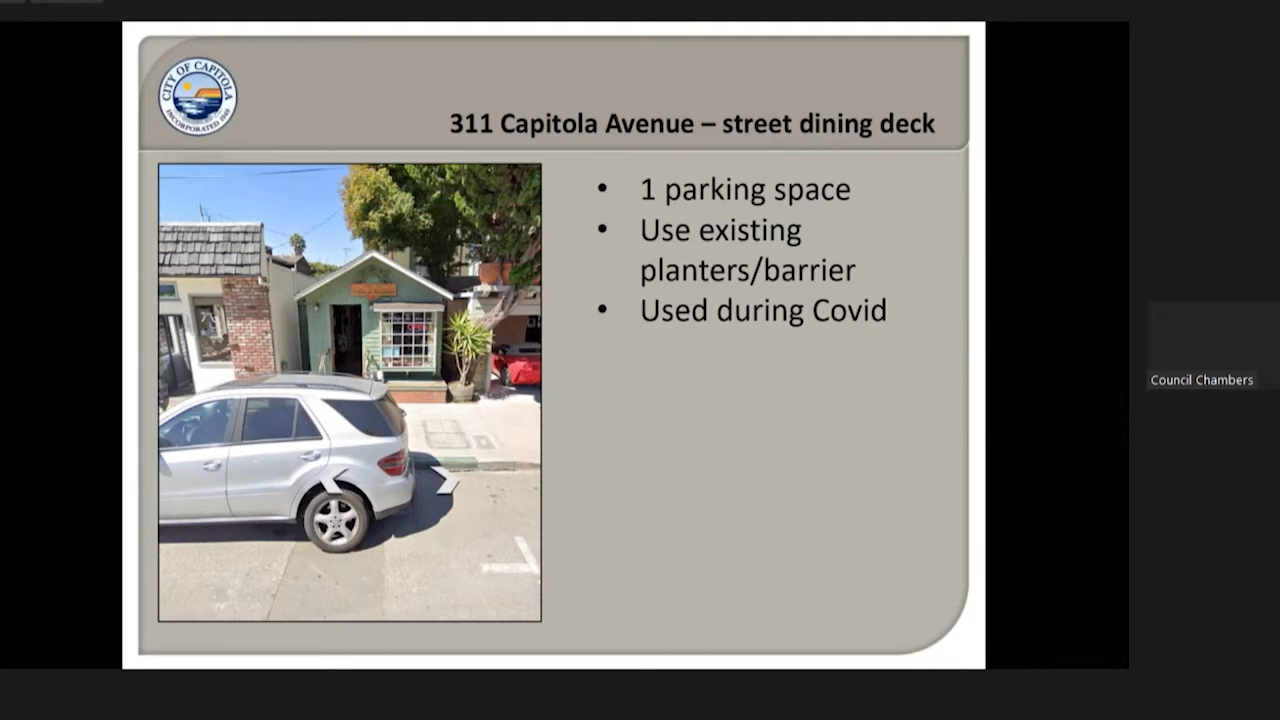 CITY OF CAPITOLA
INCORPORATED 1949
311 Capitola Avenue – street dining deck
• 1 parking space
• Use existing
planters/barrier
• Used during Covid
Council Chambers